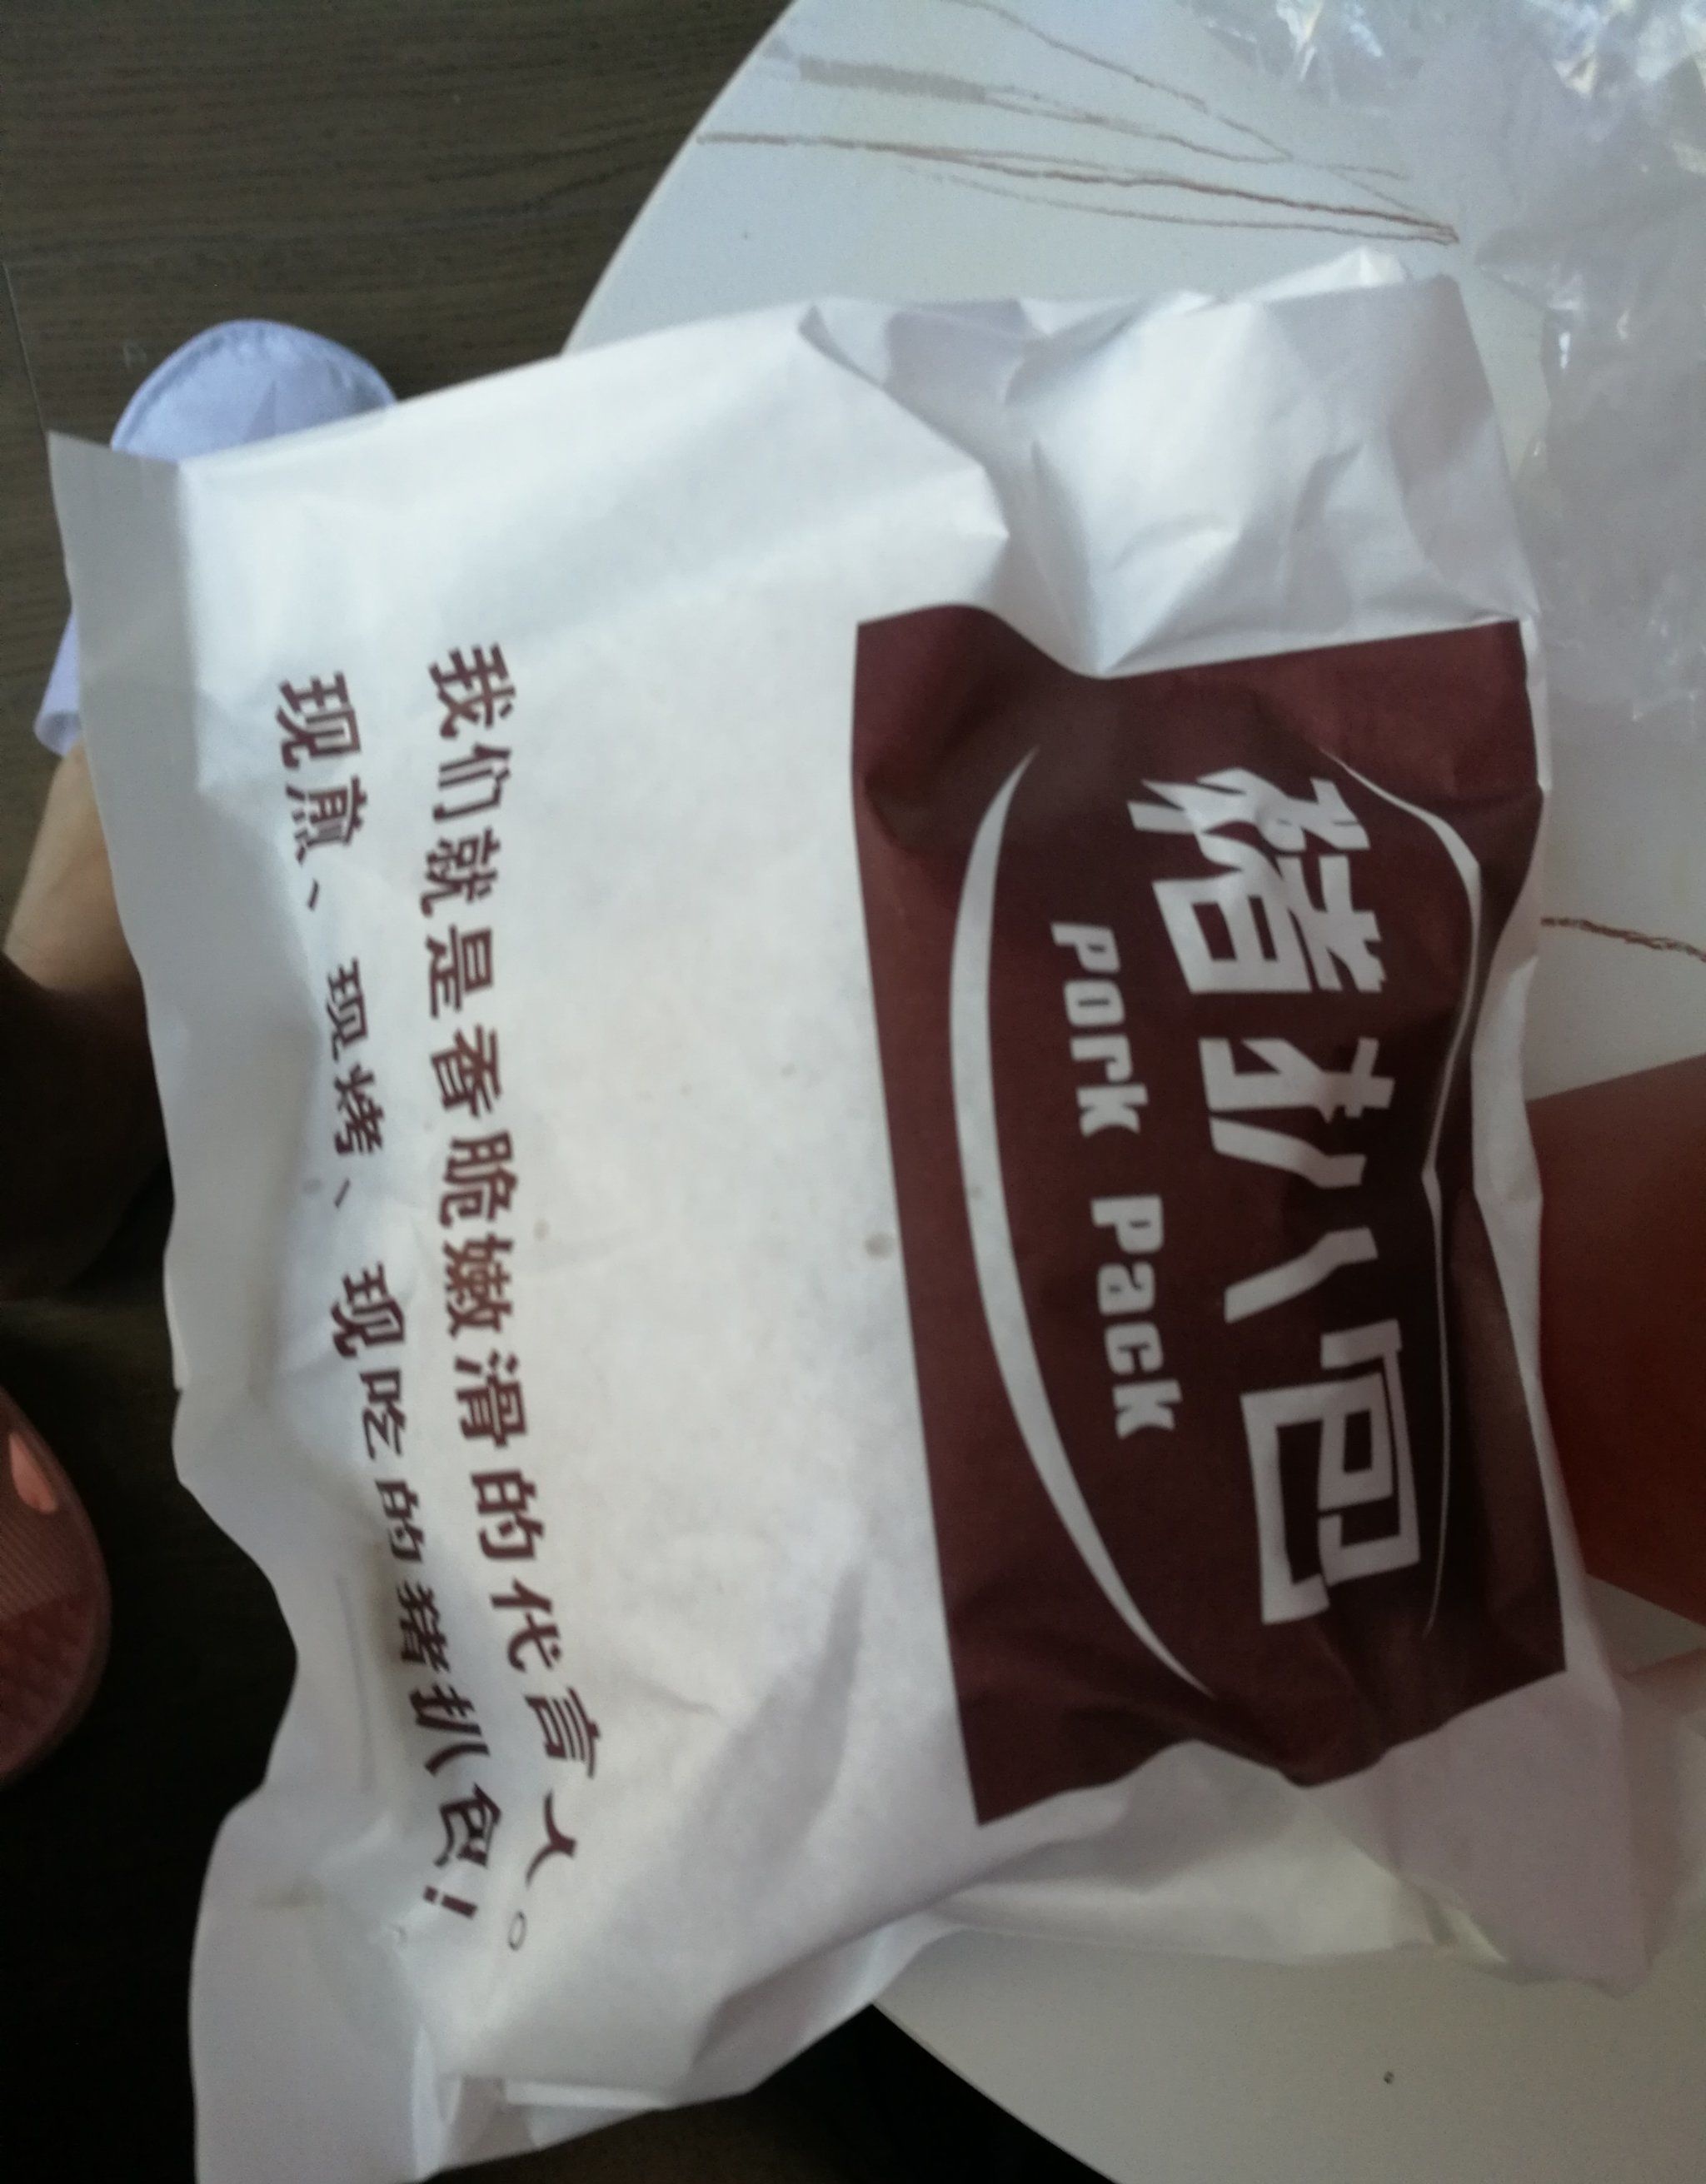 猪扒包
Pork Pack
我们就是香脆嫩滑的代言人。
现煎、现烤、现吃的猪扒包!